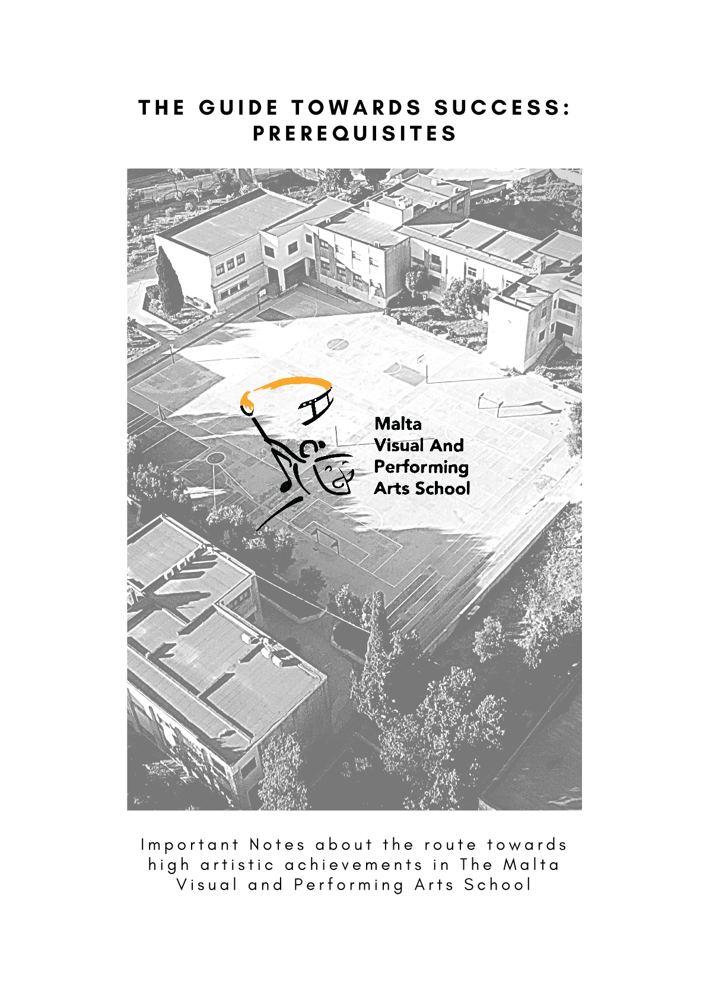 THE GUIDE TOWARDS SUCCESS:
PREREQUISITES
Malta
Visual And
Performing
Arts School
Important Notes about the route towards
high artistic achievements in The Malta
Visual and Performing Arts School